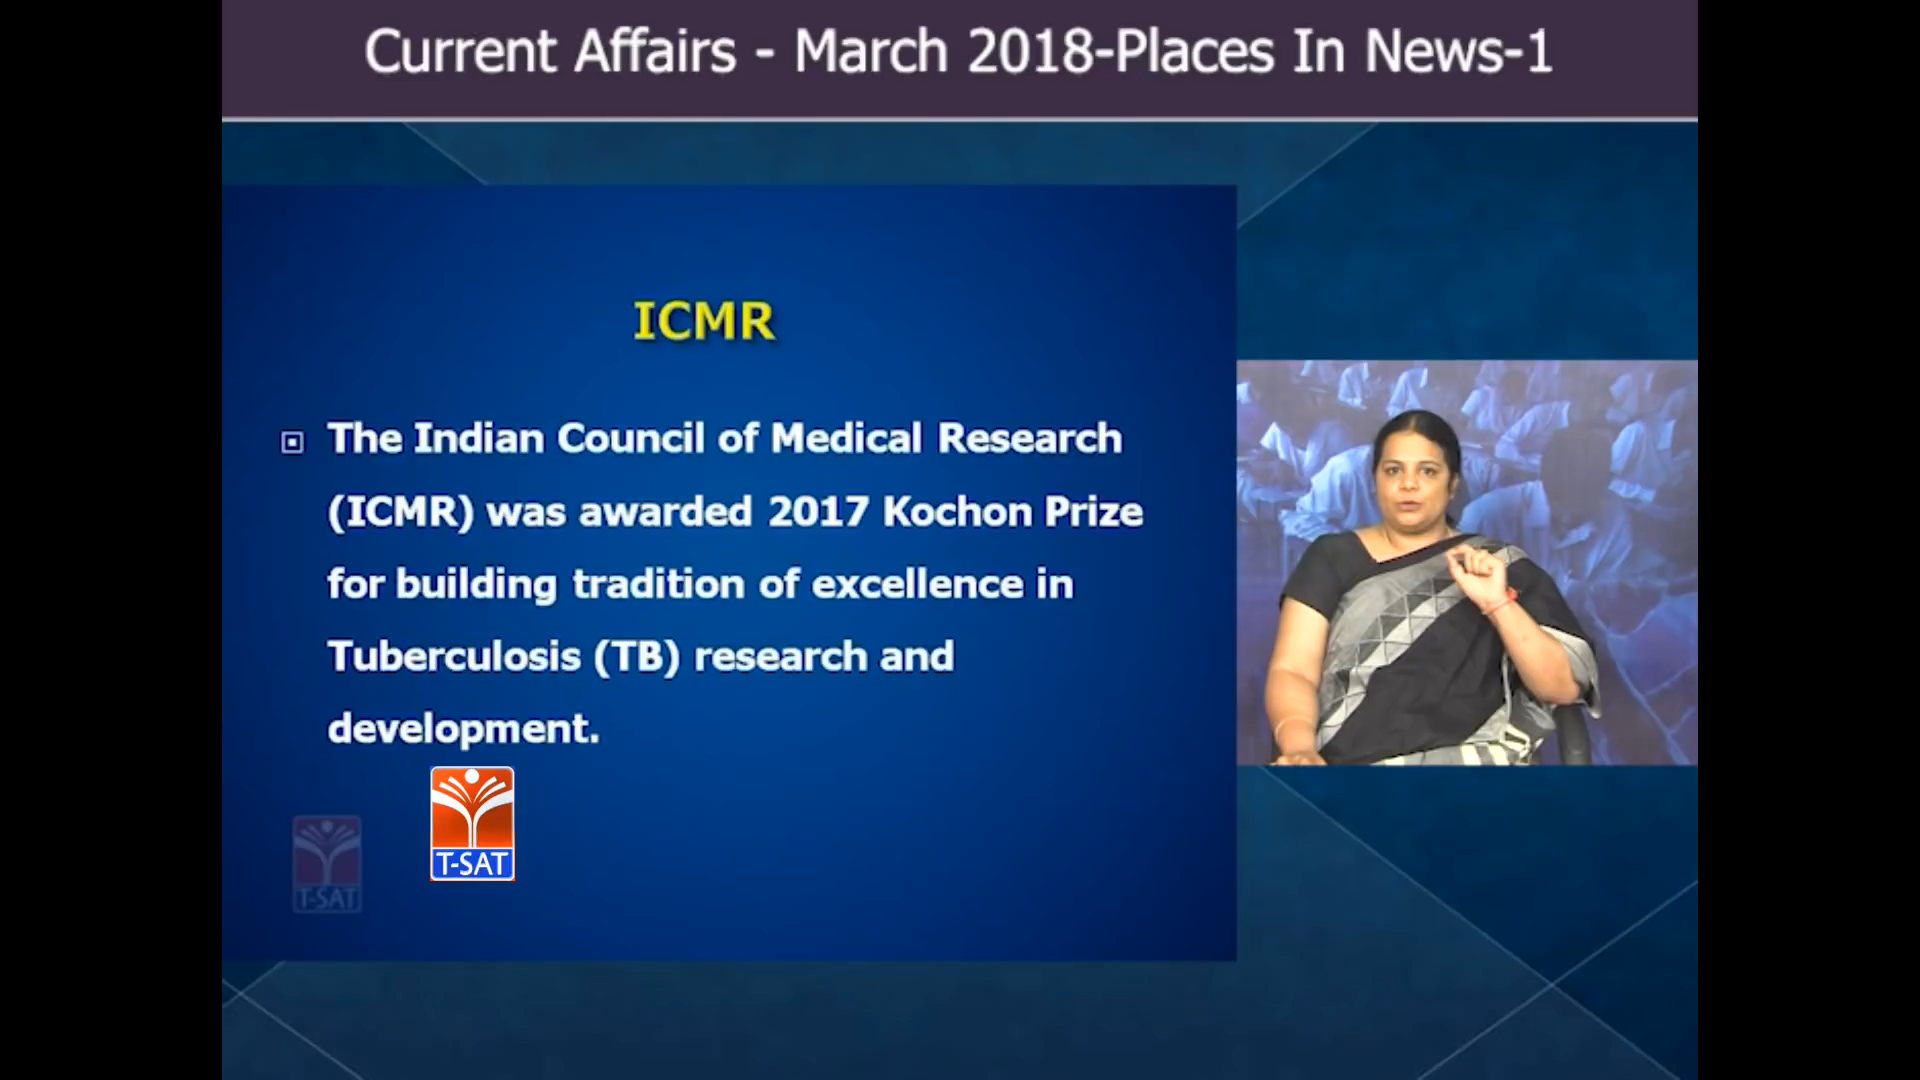 Current Affairs - March 2018-Places In News-1
ICMR
The Indian Council of Medical Research
(ICMR) was awarded 2017 Kochon Prize
for building tradition of excellence in
Tuberculosis (TB) research and
development.
T-SAT
T-SAT